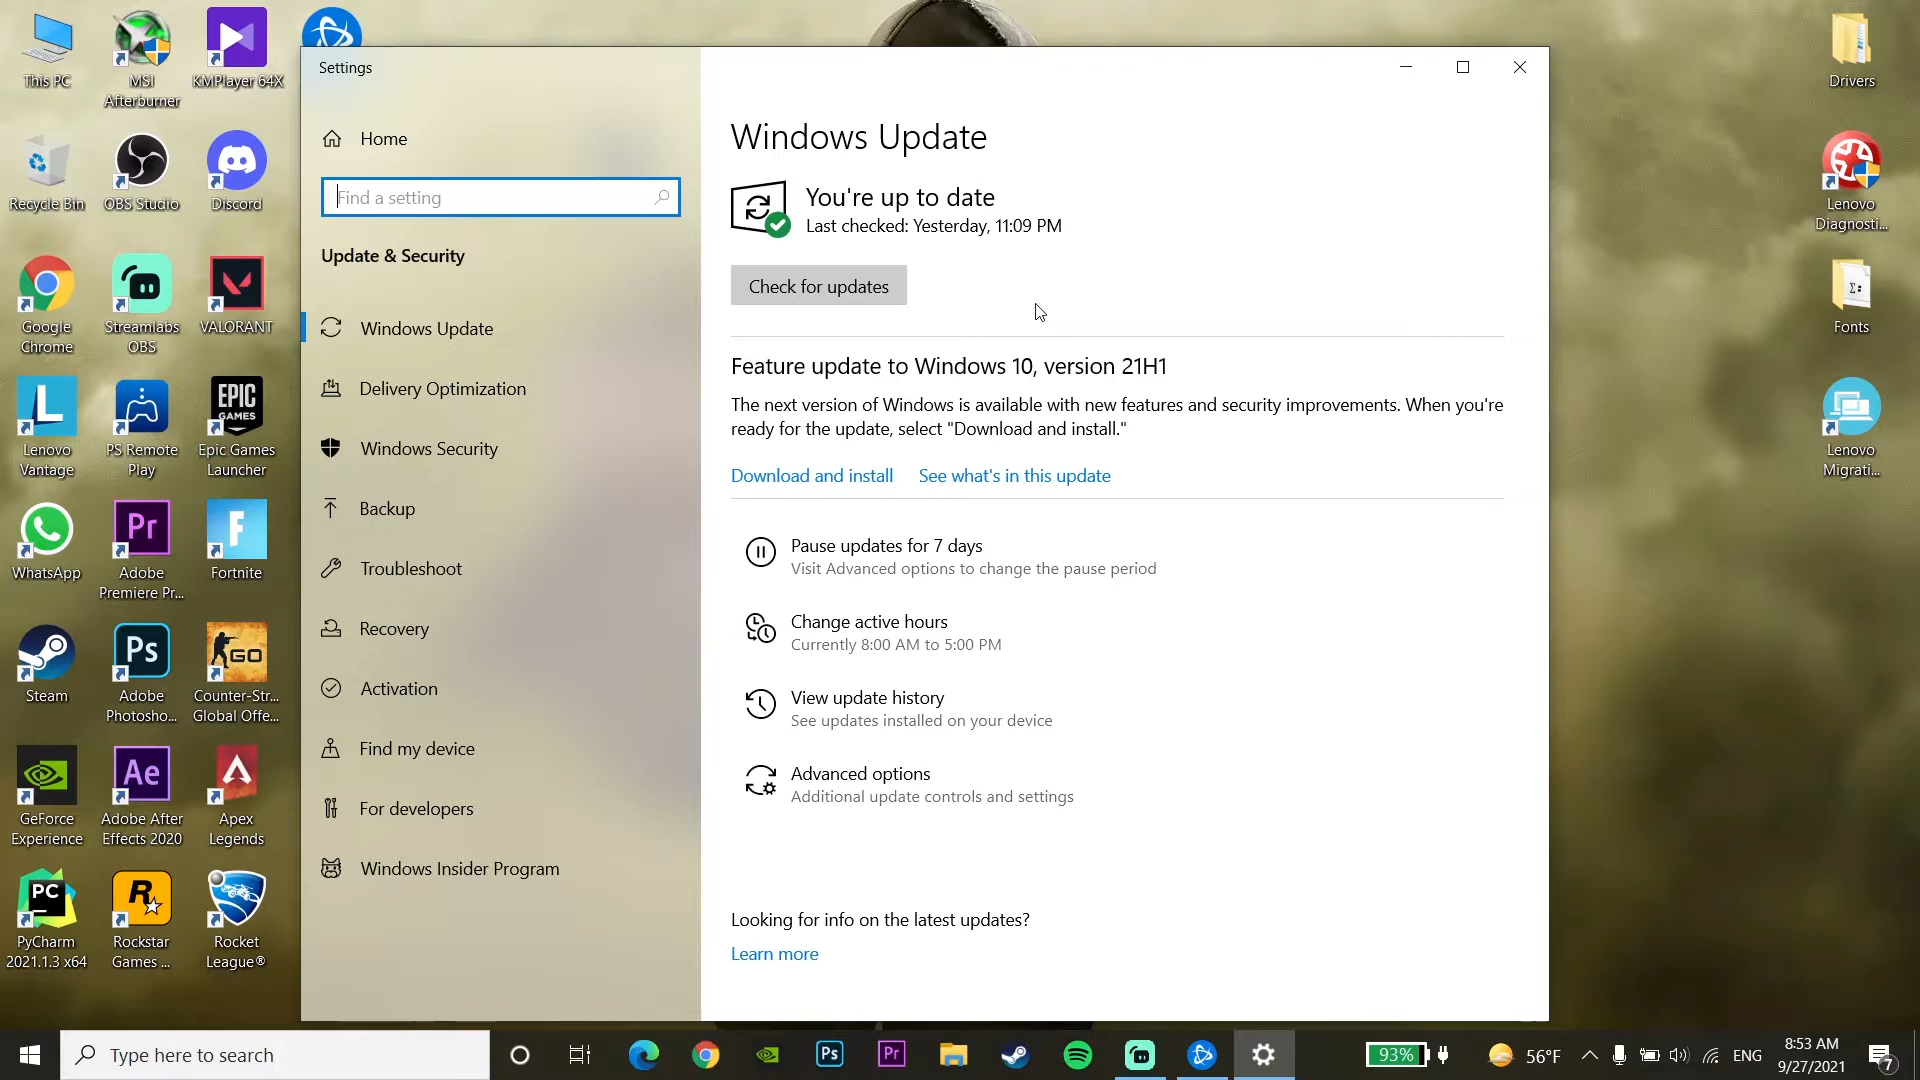 This PC
MSI
Afterburner
KMPlayer 64X
Recycle Bin
OBS Studio
Discord
Google
Chrome
Streamlabs
OBS
VALORANT
Lenovo
Vantage
PS Remote
Play
EPIC
GAMES
Epic Games
Launcher
WhatsApp
Adobe
Premiere Pr...
Fortnite
Steam
Adobe
Photosho...
Counter-Str...
Global Offe...
GeForce
Experience
Adobe After
Effects 2020
Apex
Legends
PyCharm
2021.1.3 x64
Rockstar
Games ...
Rocket
League®
L
Pr
F
Ps
GO
Ae
PC
R
Settings
Home
Find a setting
Update & Security
Windows Update
Delivery Optimization
Windows Security
Backup
Troubleshoot
Recovery
Activation
Find my device
For developers
Windows Insider Program
Windows Update
You're up to date
Last checked: Yesterday, 11:09 PM
Check for updates
Feature update to Windows 10, version 21H1
The next version of Windows is available with new features and security improvements. When you're
ready for the update, select "Download and install."
Download and install See what's in this update
Pause updates for 7 days
Visit Advanced options to change the pause period
Change active hours
Currently 8:00 AM to 5:00 PM
View update history
See updates installed on your device
Advanced options
Additional update controls and settings
Looking for info on the latest updates?
Learn more
Drivers
Lenovo
Diagnosti...
Fonts
Lenovo
Migrati...
Type here to search
Ps
Pr
93%
56°F
ENG
8:53 AM
9/27/2021
7